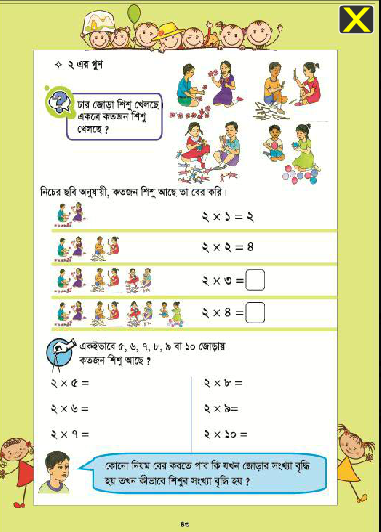 ❖ ২ এর গুণ
চার জোড়া শিশু খেলছে
একত্রে কতজন শিশু
খেলছে ?
নিচের ছবি অনুযায়ী, কতজন শিশু আছে তা বের করি।
২ × ১ = ২
২ × ২ = ৪
২ × ৩ =
২ × ৪ =
একইভাবে ৫, ৬, ৭, ৮, ৯ বা ১০ জোড়ায়
কতজন শিশু আছে ?
২ × ৫ =
২ × ৮ =
২ × ৬ =
২ × ৯=
২ × ৭ =
২ × ১০ =
কোনো নিয়ম বের করতে পার কি যখন জোড়ার সংখ্যা বৃদ্ধি
হয় তখন কীভাবে শিশুর সংখ্যা বৃদ্ধি হয় ?